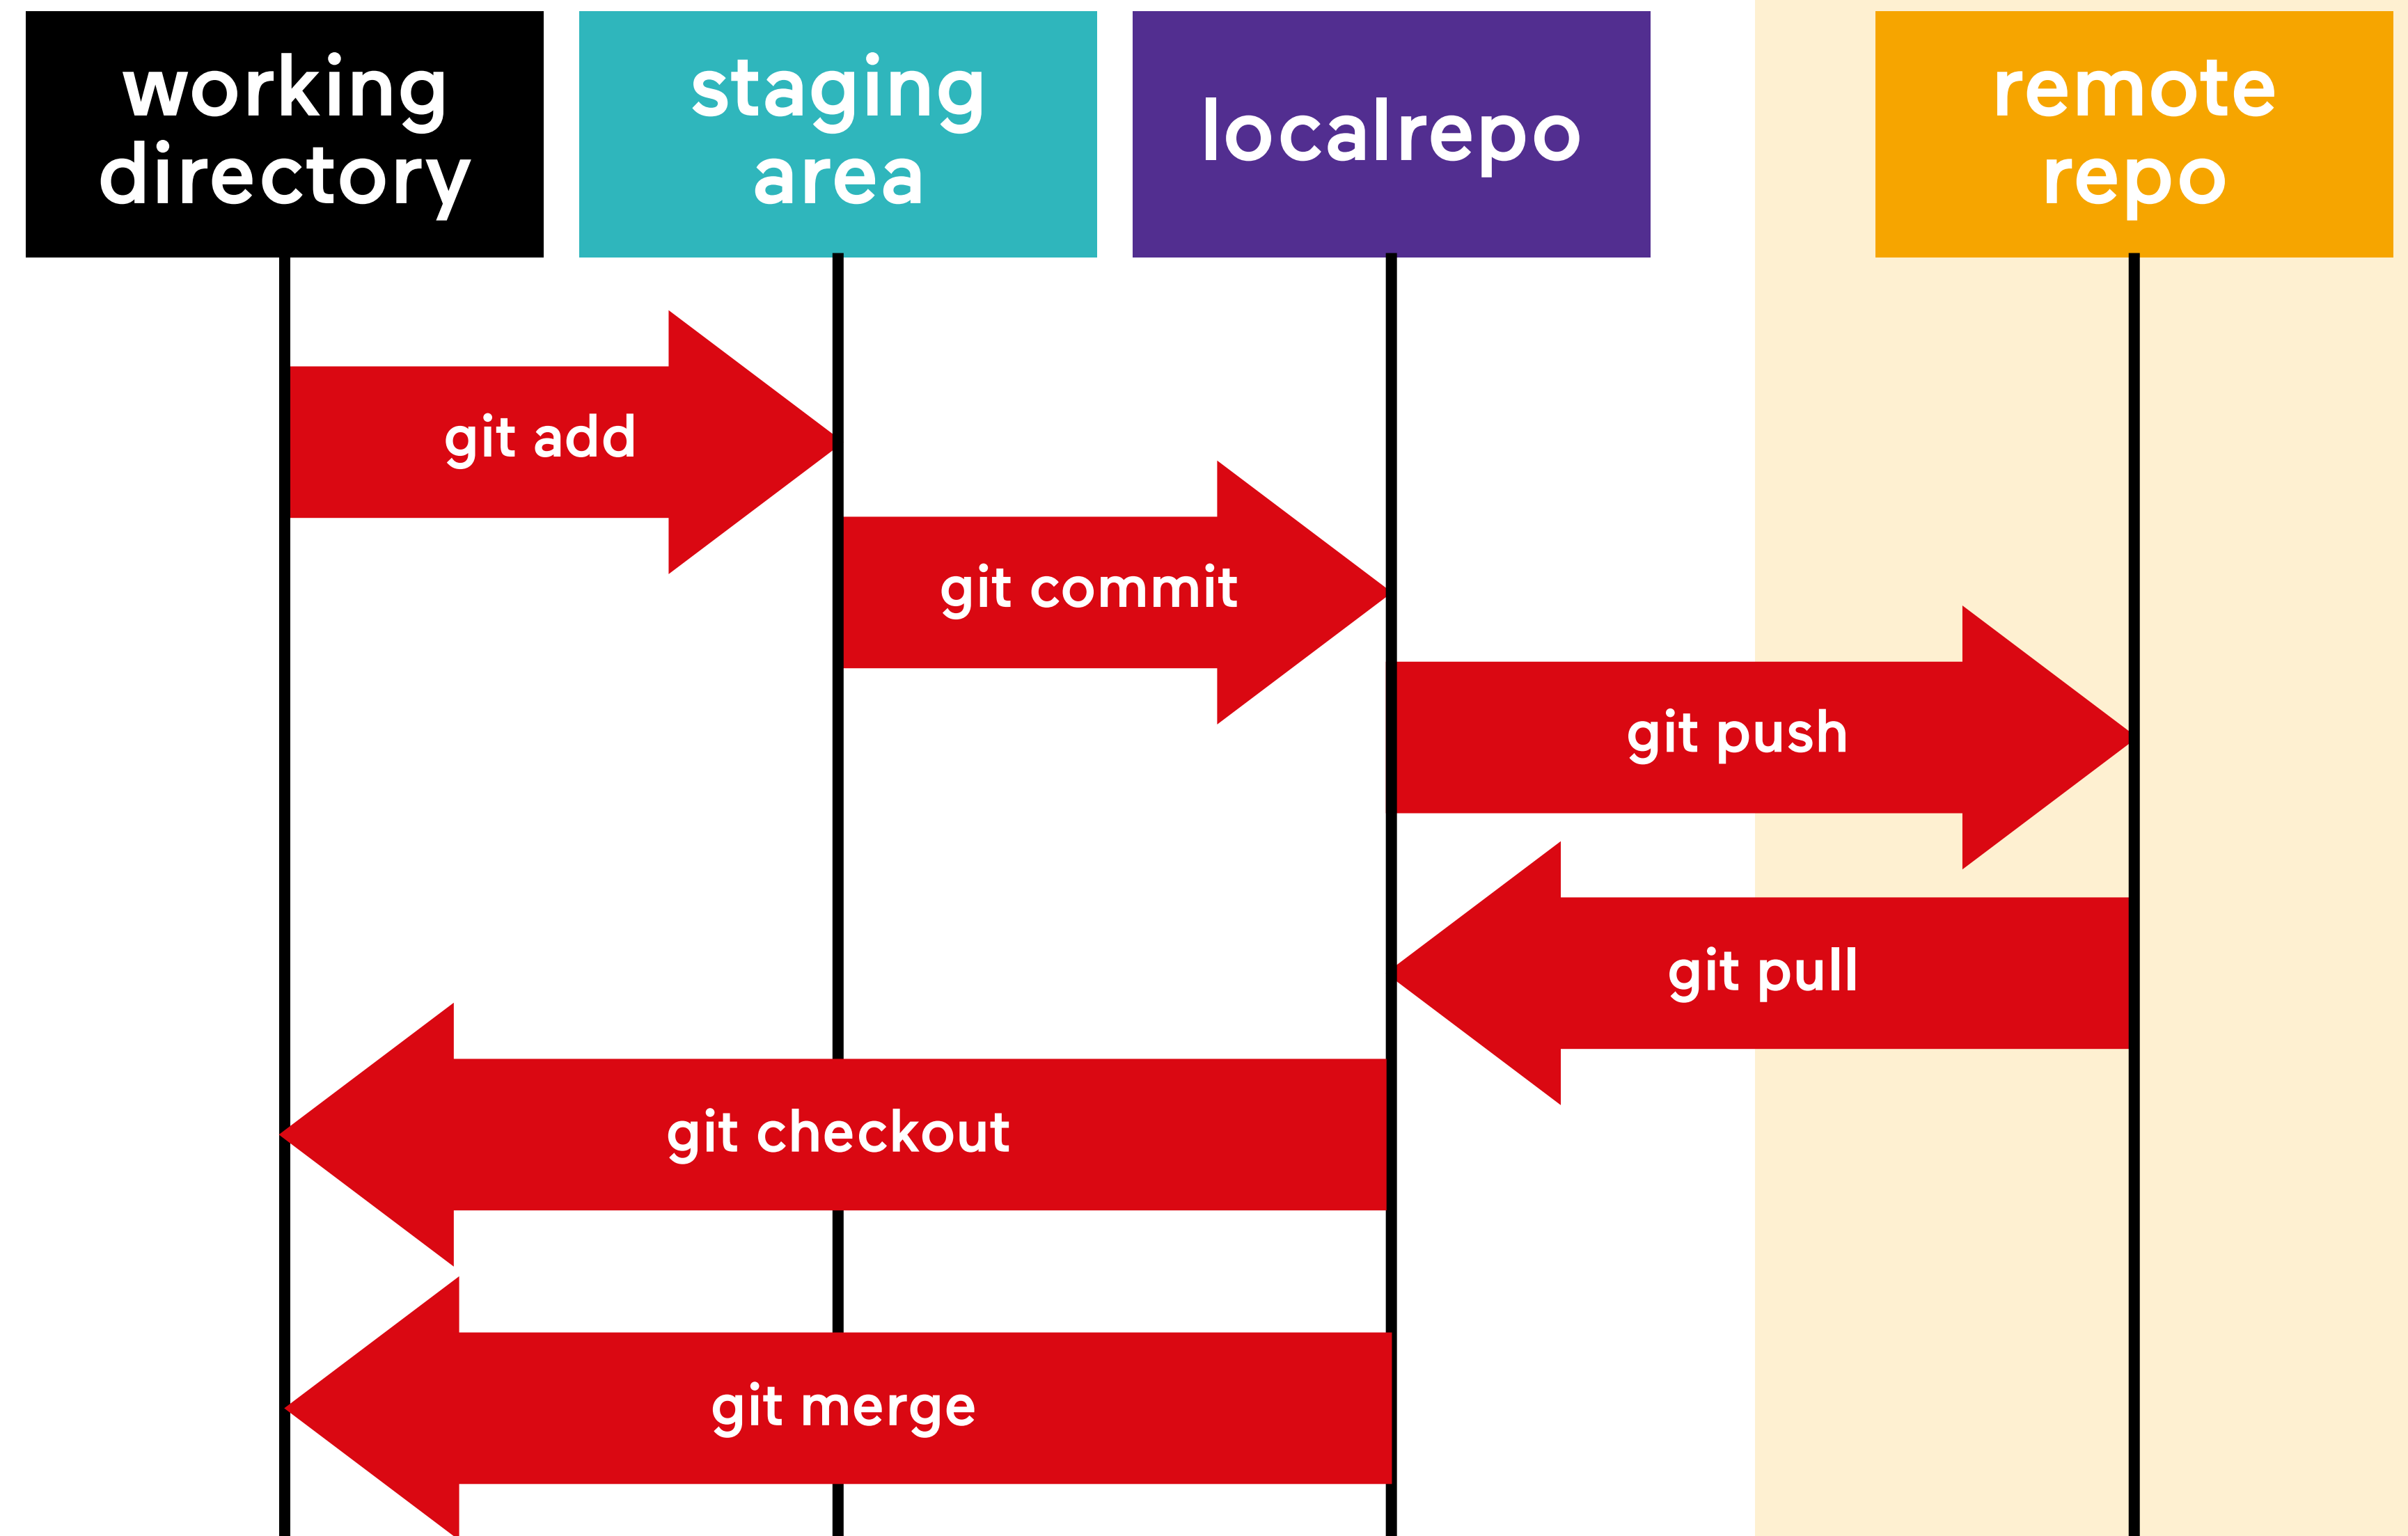 working
directory
staging
area
localrepo
remote
repo
git add
git commit
git push
git pull
git checkout
git merge